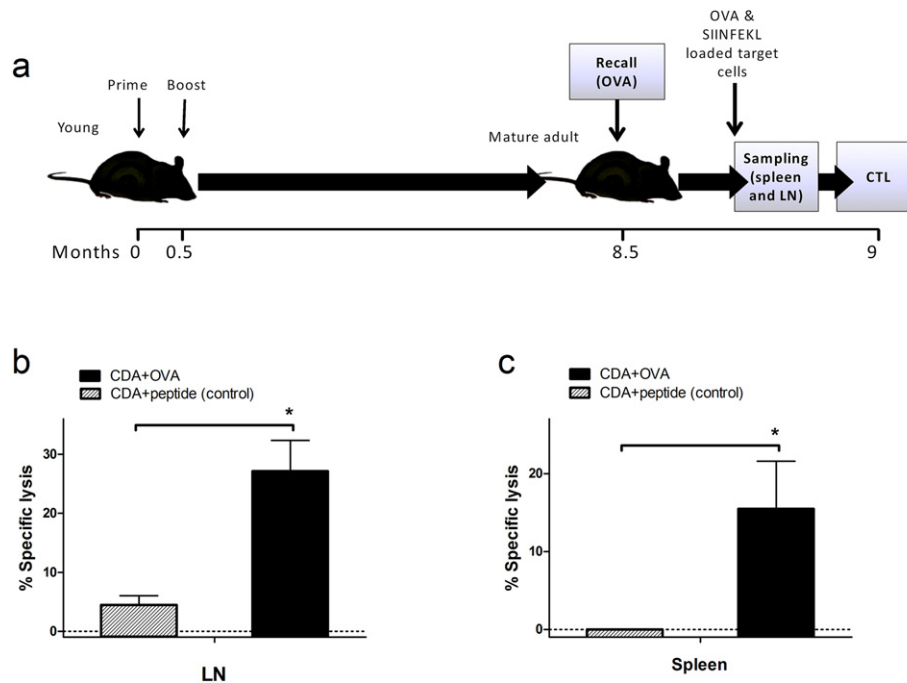 a
Young
Prime
Boost
Mature adult
Recall
(OVA)
OVA &
SIINFEKL
loaded target
cells
Sampling
(spleen
and LN)
CTL
Months 0 0.5 8.5 9
b
CDA+OVA
CDA+peptide (control)
*
% Specific lysis
30
20
10
0
LN
c
CDA+OVA
CDA+peptide (control)
*
% Specific lysis
20
10
0
Spleen